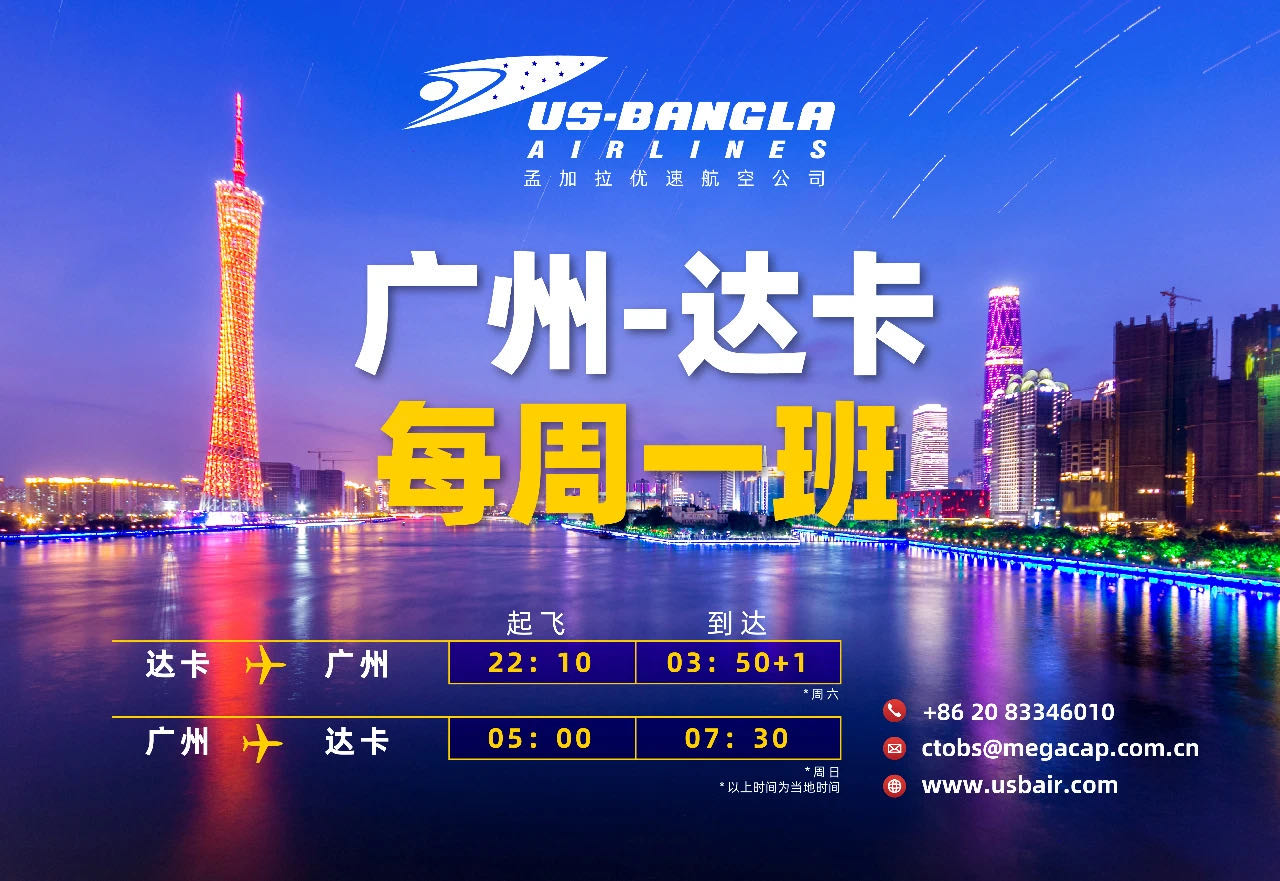 US-BANGLA
AIRLINES
孟加拉优速航空公司
广州-达卡
每周一班
起飞 到达
达卡 广州 22：10 03：50+1
*周六
广州 达卡 05：00 07：30
*周日
*以上时间为当地时间
+86 20 83346010
ctobs@megacap.com.cn
www.usbair.com